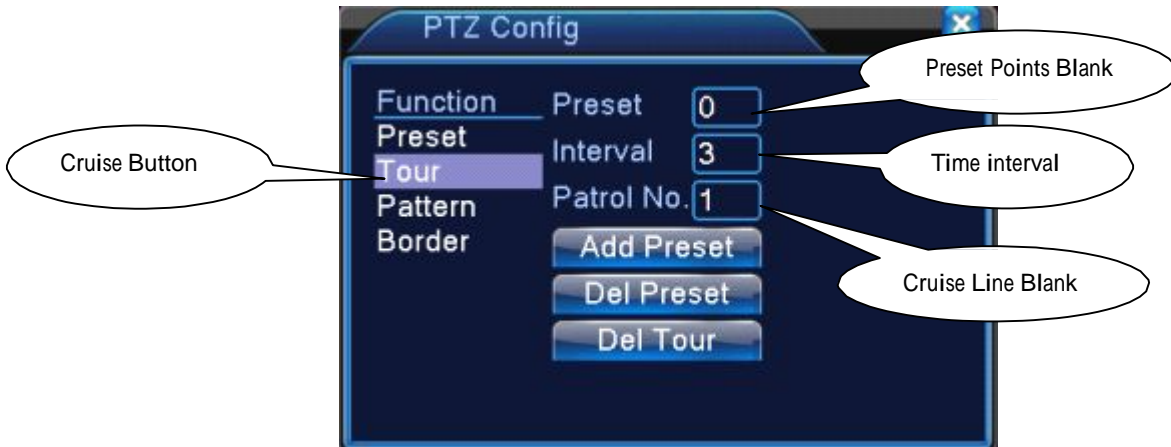 PTZ Config
Preset Points Blank
Function
Preset
Tour
Pattern
Border
Preset 0
Interval 3
Patrol No. 1
Add Preset
Del Preset
Del Tour
Cruise Button
Time interval
Cruise Line Blank